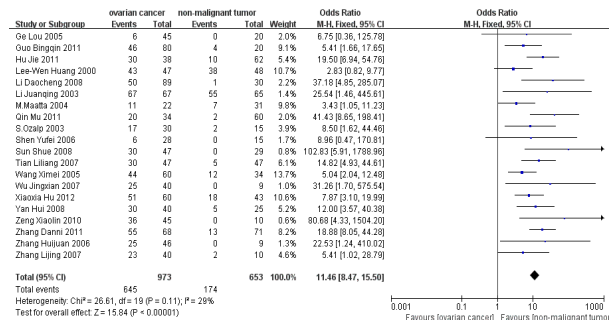 ovarian cancer non-malignant tumor Odds Ratio Odds Ratio
Study or Subgroup Events Total Events Total Weight M-H, Fixed, 95% CI M-H, Fixed, 95% CI
Ge Lou 2005 6 45 0 20 2.0% 6.75 [0.36, 125.78]
Guo Bingqin 2011 46 80 4 20 9.2% 5.41 [1.66, 17.65]
Hu Jie 2011 30 38 10 62 5.2% 19.50 [6.94, 54.76]
Lee-Wen Huang 2000 43 47 38 48 9.5% 2.83 [0.82, 9.77]
Li Daocheng 2008 50 89 1 30 2.2% 37.18 [4.85, 285.07]
Li Juanqing 2003 67 67 55 65 1.5% 25.54 [1.46, 445.61]
M.Maatta 2004 11 22 7 31 9.7% 3.43 [1.05, 11.23]
Qin Mu 2011 20 34 2 60 1.9% 41.43 [8.65, 198.41]
S.Ozalp 2003 17 30 2 15 3.8% 8.50 [1.62, 44.46]
Shen Yufei 2006 6 28 0 15 1.6% 8.96 [0.47, 170.81]
Sun Shue 2008 30 47 0 29 0.8% 102.83 [5.91, 1788.96]
Tian Liliang 2007 30 47 5 47 5.9% 14.82 [4.93, 44.61]
Wang Ximei 2005 44 60 12 34 13.4% 5.04 [2.04, 12.48]
Wu Jingxian 2007 25 40 0 9 1.0% 31.26 [1.70, 575.54]
Xiaoxia Hu 2012 51 60 18 43 9.8% 7.87 [3.10, 19.99]
Yan Hui 2008 30 40 5 25 5.0% 12.00 [3.57, 40.38]
Zeng Xiaolin 2010 36 45 0 10 0.5% 80.68 [4.33, 1504.20]
Zhang Danni 2011 55 68 13 71 8.0% 18.88 [8.05, 44.28]
Zhang Huijuan 2006 25 46 0 9 1.3% 22.53 [1.24, 410.02]
Zhang Lijing 2007 23 40 2 10 5.2% 5.41 [1.02, 28.79]
Total (95% CI) 973 653 100.0% 11.46 [8.47, 15.50]
Total events 645 174
Heterogeneity: Chi² = 26.61, df = 19 (P = 0.11); I² = 29%
Test for overall effect: Z = 15.84 (P < 0.00001)
0.001 0.1 1 10 1000
Favours [ovarian cancer] Favours [non-malignant tumor]